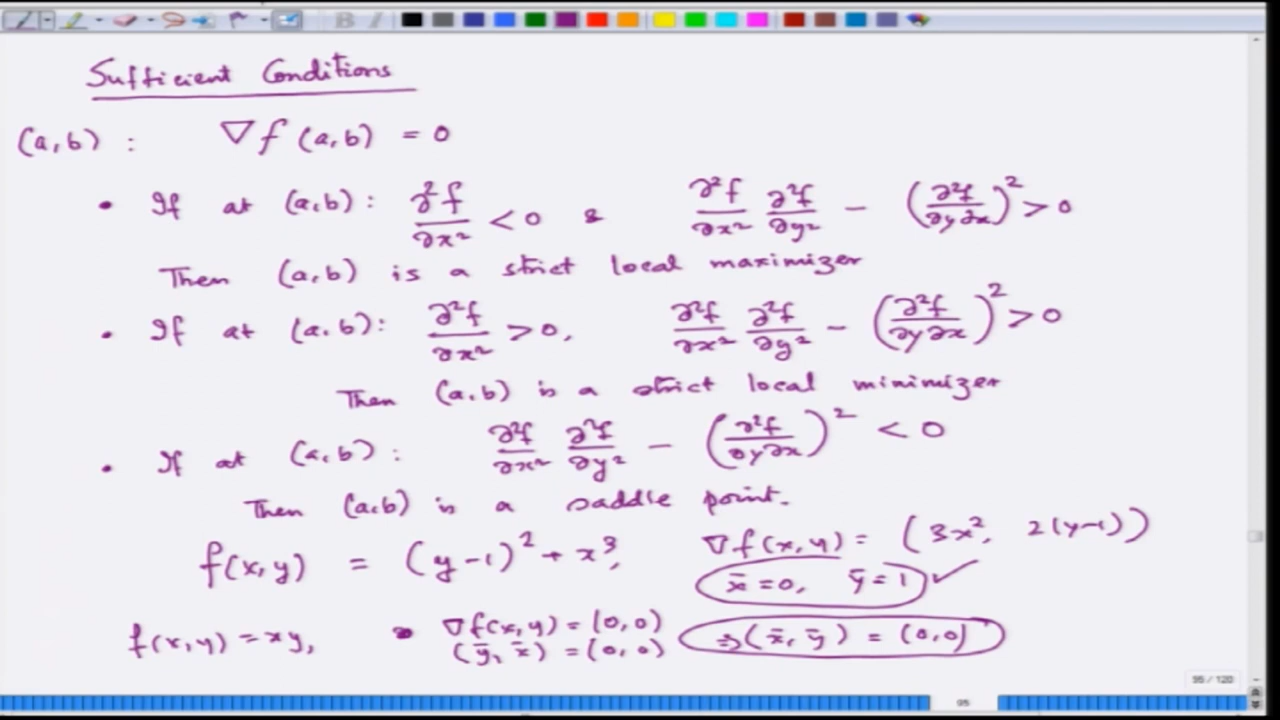 Sufficient Conditions
(a,b) : ∇f(a,b) = 0
• If at (a,b): ∂²f/∂x² < 0 & ∂²f/∂x² ∂²f/∂y² − (∂²f/∂y∂x)² > 0
Then (a,b) is a strict local maximizer
• If at (a,b): ∂²f/∂x² > 0, ∂²f/∂x² ∂²f/∂y² − (∂²f/∂y∂x)² > 0
Then (a,b) is a strict local minimizer
• If at (a,b): ∂²f/∂x² ∂²f/∂y² − (∂²f/∂y∂x)² < 0
Then (a,b) is a saddle point.
f(x,y) = (y−1)² + x³, ∇f(x,y) = (3x², 2(y−1))
x̄ = 0, ȳ = 1 ✓
f(x,y) = xy, ∇f(x,y) = (0,0)
(ȳ, x̄) = (0,0) ⇒ (x̄, ȳ) = (0,0)
95 / 120
95